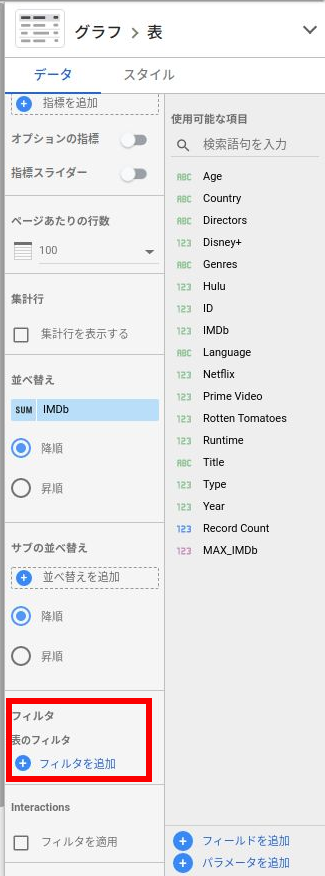 グラフ > 表
データ
スタイル
指標を追加
オプションの指標
指標スライダー
ページあたりの行数
100
集計行
集計行を表示する
並べ替え
SUM IMDb
降順
昇順
サブの並べ替え
並べ替えを追加
降順
昇順
フィルタ
表のフィルタ
フィルタを追加
Interactions
フィルタを適用
使用可能な項目
検索語句を入力
ABC Age
ABC Country
ABC Directors
123 Disney+
ABC Genres
123 Hulu
123 ID
123 IMDb
ABC Language
123 Netflix
123 Prime Video
123 Rotten Tomatoes
123 Runtime
ABC Title
123 Type
123 Year
123 Record Count
123 MAX_IMDb
フィールドを追加
パラメータを追加